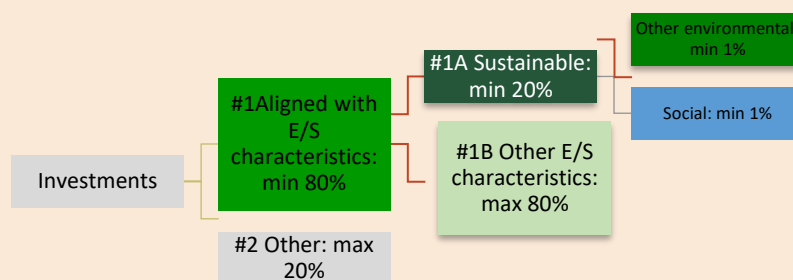 Investments
#1Aligned with
E/S
characteristics:
min 80%
#2 Other: max
20%
#1A Sustainable:
min 20%
#1B Other E/S
characteristics:
max 80%
Other environmental
min 1%
Social: min 1%